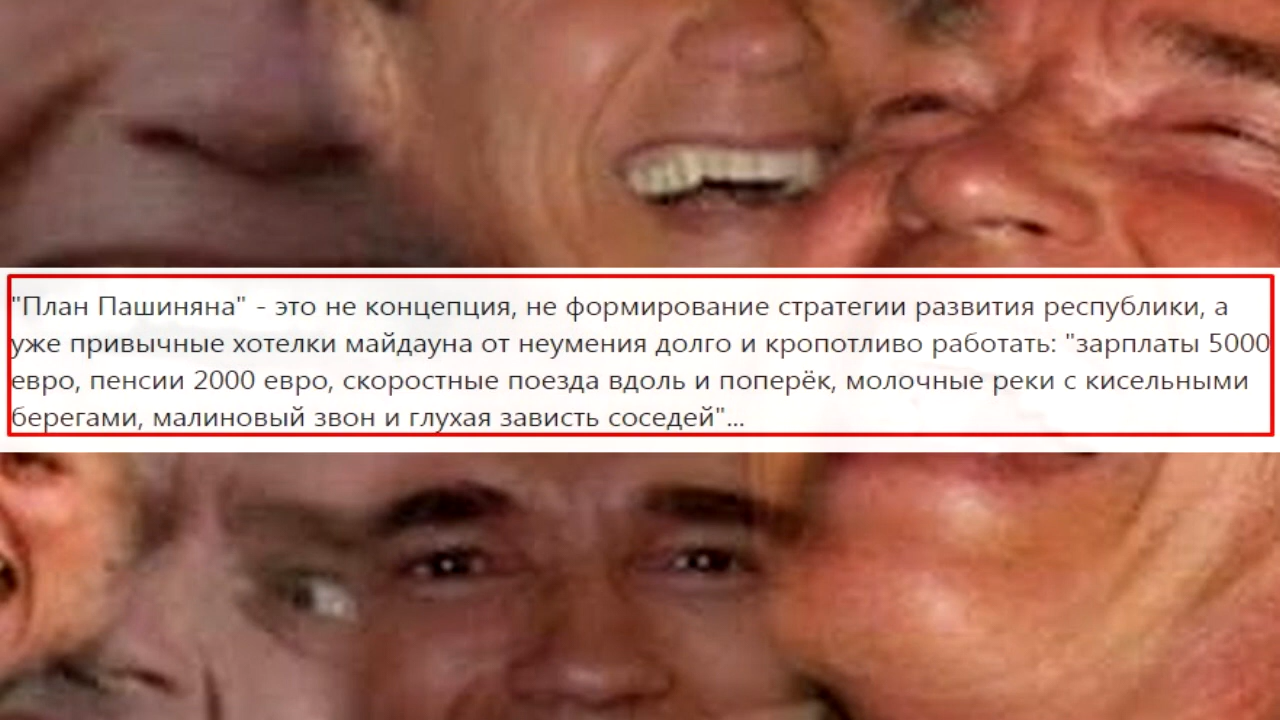 "План Пашиняна" - это не концепция, не формирование стратегии развития республики, а
уже привычные хотелки майдауна от неумения долго и кропотливо работать: "зарплаты 5000
евро, пенсии 2000 евро, скоростные поезда вдоль и поперёк, молочные реки с кисельными
берегами, малиновый звон и глухая зависть соседей"...